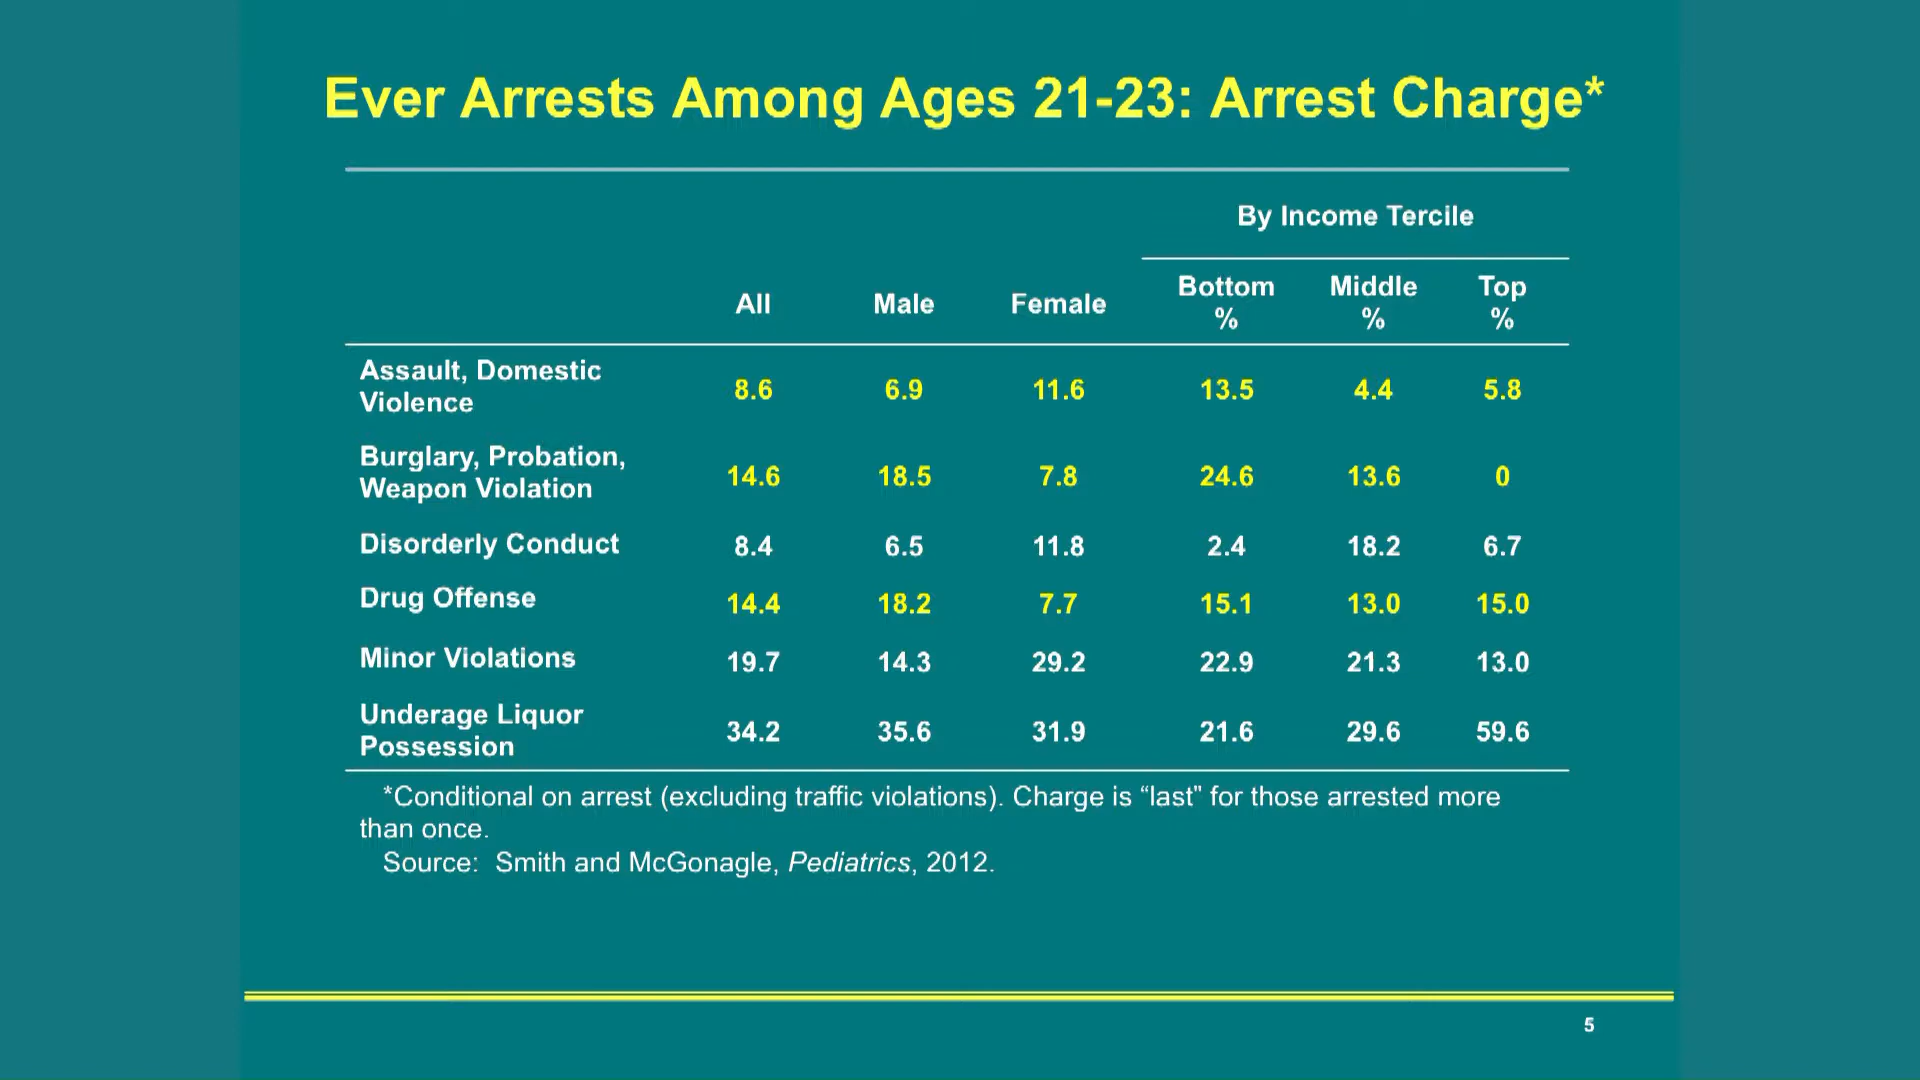 Ever Arrests Among Ages 21-23: Arrest Charge*
By Income Tercile
All Male Female Bottom % Middle % Top %
Assault, Domestic Violence 8.6 6.9 11.6 13.5 4.4 5.8
Burglary, Probation, Weapon Violation 14.6 18.5 7.8 24.6 13.6 0
Disorderly Conduct 8.4 6.5 11.8 2.4 18.2 6.7
Drug Offense 14.4 18.2 7.7 15.1 13.0 15.0
Minor Violations 19.7 14.3 29.2 22.9 21.3 13.0
Underage Liquor Possession 34.2 35.6 31.9 21.6 29.6 59.6
*Conditional on arrest (excluding traffic violations). Charge is “last" for those arrested more
than once.
Source: Smith and McGonagle, Pediatrics, 2012.
5